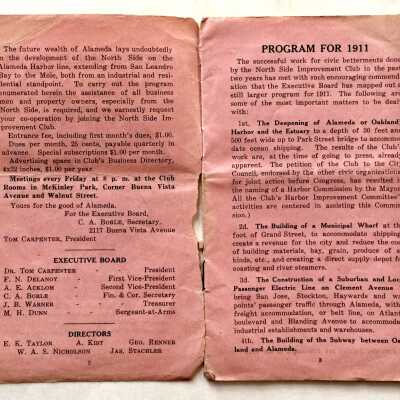 The future wealth of Alameda lays undoubtedly
in the development of the North Side on the
Alameda Harbor line, extending from San Leandro
Bay to the Mole, both from an industrial and resi-
dential standpoint. To carry out the program
enumerated herein the assistance of all business
men and property owners, especially from the
North Side, is required, and we earnestly request
your co-operation by joining the North Side Im-
provement Club.
Entrance fee, including first month's dues, $1.00.
Dues per month, 25 cents, payable quarterly in
advance. Special subscriptions $1.00 per month.
Advertising space in Club's Business Directory,
4x2½ inches, $1.00 per year.
Meetings every Friday at 8 p. m. at the Club
Rooms in McKinley Park, Corner Buena Vista
Avenue and Walnut Street.
Yours for the good of Alameda.
For the Executive Board,
C. A. BOBLE, Secretary.
2117 Buena Vista Avenue
TOM CARPENTER, President.
EXECUTIVE BOARD
DR. TOM CARPENTER - President
F. N. DELANOY - First Vice-President
A. E. ACKLOM - Second Vice-President
C. A. BOBLE - Fin. & Cor. Secretary
J. B. WARNER - Treasurer
M. H. DUNN - Sergeant-at-Arms
DIRECTORS
E. K. TAYLOR A. KIHT GEO. RENNER
W. A. S. NICHOLSON JAS. STACHLER
2
PROGRAM FOR 1911
The successful work for civic betterments done
by the North Side Improvement Club in the past
two years has met with such encouraging commenda-
tion that the Executive Board has mapped out a
still larger program for 1911. The following are
some of the most important matters to be dealt
with:
1st. The Deepening of Alameda or Oakland
Harbor and the Estuary to a depth of 30 feet and
500 feet wide up to Park Street bridge to accommo-
date ocean shipping. The results of the Club's
work are, at the time of going to press, already
apparent. The petition of the Club to the City
Council, endorsed by the other civic organizations
for joint action before Congress, has resulted in
the naming of a Harbor Commission by the Mayor.
All the Club's Harbor Improvement Committee's
activities are centered in this Commis-
sion.)
2d. The Building of a Municipal Wharf at the
foot of Grand Street, to accommodate shipping,
create a revenue for the city and reduce the cost
of building materials, hay, grain, produce of all
kinds, etc., and creating a direct supply depot for
coasting and river steamers.
3d. The Construction of a Suburban and Local
Passenger Electric Line on Clement Avenue to
bring San Jose, Stockton, Haywards and way
points' passenger traffic through Alameda, with
freight accommodation, or belt line, on Atlantic
boulevard and Blanding Avenue to accommodate
industrial establishments and warehouses.
4th. The Building of the Subway between Oak-
land and Alameda.
3